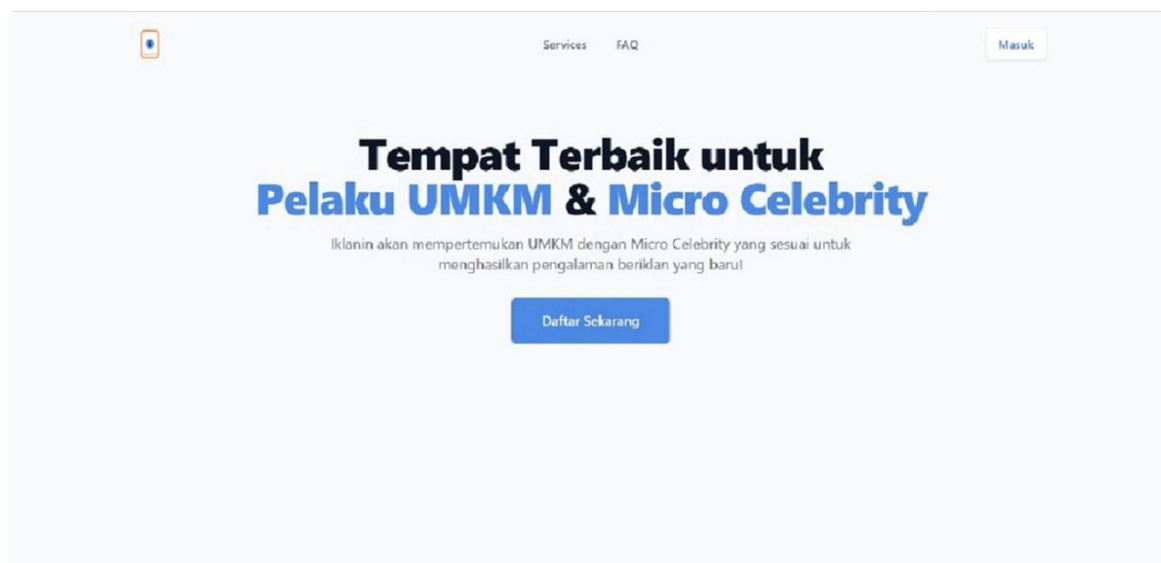 Services FAQ Masuk
Tempat Terbaik untuk
Pelaku UMKM & Micro Celebrity
Iklanin akan mempertemukan UMKM dengan Micro Celebrity yang sesuai untuk
menghasilkan pengalaman beriklan yang baru!
Daftar Sekarang